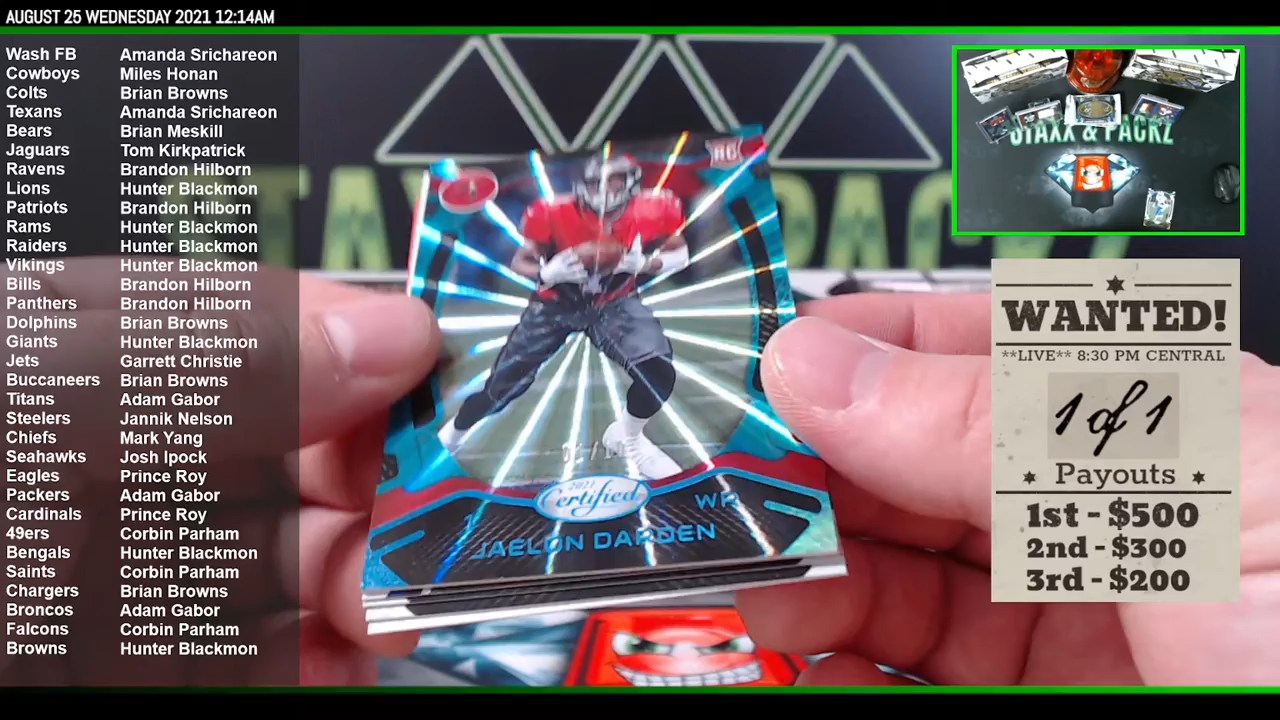 AUGUST 25 WEDNESDAY 2021 12:14AM
Wash FB Amanda Srichareon
Cowboys Miles Honan
Colts Brian Browns
Texans Amanda Srichareon
Bears Brian Meskill
Jaguars Tom Kirkpatrick
Ravens Brandon Hilborn
Lions Hunter Blackmon
Patriots Brandon Hilborn
Rams Hunter Blackmon
Raiders Hunter Blackmon
Vikings Hunter Blackmon
Bills Brandon Hilborn
Panthers Brandon Hilborn
Dolphins Brian Browns
Giants Hunter Blackmon
Jets Garrett Christie
Buccaneers Brian Browns
Titans Adam Gabor
Steelers Jannik Nelson
Chiefs Mark Yang
Seahawks Josh Ipock
Eagles Prince Roy
Packers Adam Gabor
Cardinals Prince Roy
49ers Corbin Parham
Bengals Hunter Blackmon
Saints Corbin Parham
Chargers Brian Browns
Broncos Adam Gabor
Falcons Corbin Parham
Browns Hunter Blackmon
RC
2021
Certified
WR
JAELON DARDEN
STAXX & PACKZ
WANTED!
**LIVE** 8:30 PM CENTRAL
1 of 1
Payouts
1st - $500
2nd - $300
3rd - $200